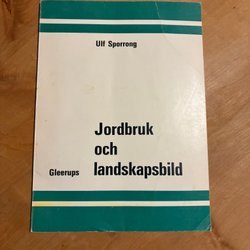 Ulf Sporrong
Jordbruk
och
Gleerups landskapsbild